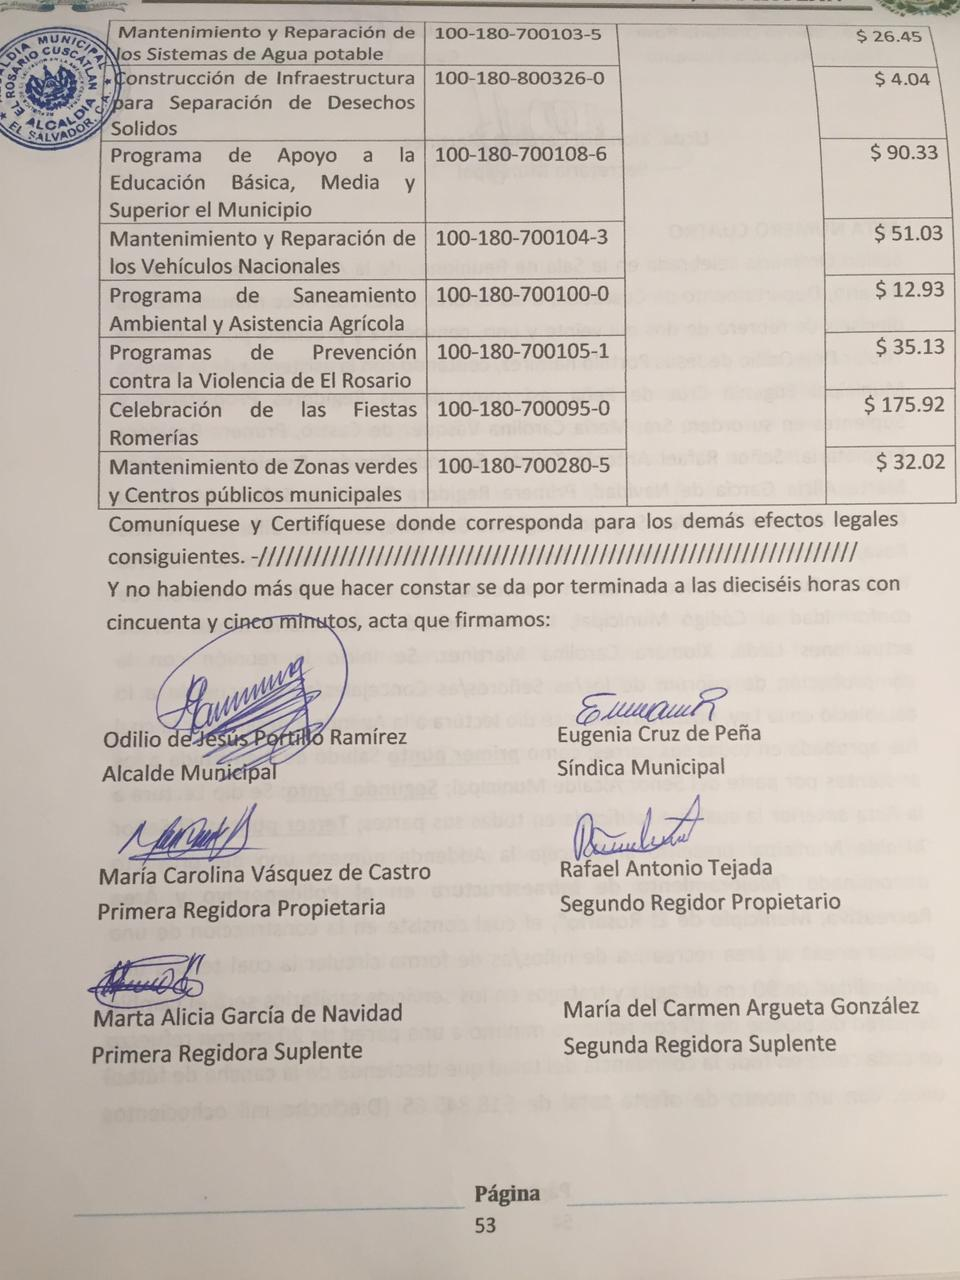 Mantenimiento y Reparación de los Sistemas de Agua potable 100-180-700103-5 $ 26.45
Construcción de Infraestructura para Separación de Desechos Solidos 100-180-800326-0 $ 4.04
Programa de Apoyo a la Educación Básica, Media y Superior el Municipio 100-180-700108-6 $ 90.33
Mantenimiento y Reparación de los Vehículos Nacionales 100-180-700104-3 $ 51.03
Programa de Saneamiento Ambiental y Asistencia Agrícola 100-180-700100-0 $ 12.93
Programas de Prevención contra la Violencia de El Rosario 100-180-700105-1 $ 35.13
Celebración de las Fiestas Romerías 100-180-700095-0 $ 175.92
Mantenimiento de Zonas verdes y Centros públicos municipales 100-180-700280-5 $ 32.02
ALCALDIA MUNICIPAL
EL ROSARIO CUSCATLAN
EL SALVADOR, C.A.
Comuníquese y Certifíquese donde corresponda para los demás efectos legales
consiguientes. -//////////////////////////////////////////////////////////////////
Y no habiendo más que hacer constar se da por terminada a las dieciséis horas con
cincuenta y cinco minutos, acta que firmamos:
Odilio de Jesús Portillo Ramírez
Alcalde Municipal
Eugenia Cruz de Peña
Síndica Municipal
María Carolina Vásquez de Castro
Primera Regidora Propietaria
Rafael Antonio Tejada
Segundo Regidor Propietario
Marta Alicia García de Navidad
Primera Regidora Suplente
María del Carmen Argueta González
Segunda Regidora Suplente
Página
53